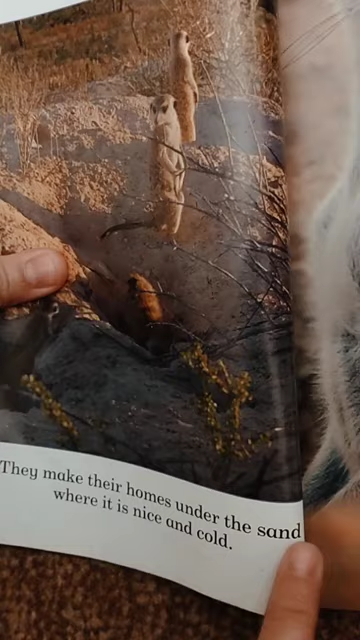 They make their homes under the sand
where it is nice and cold.